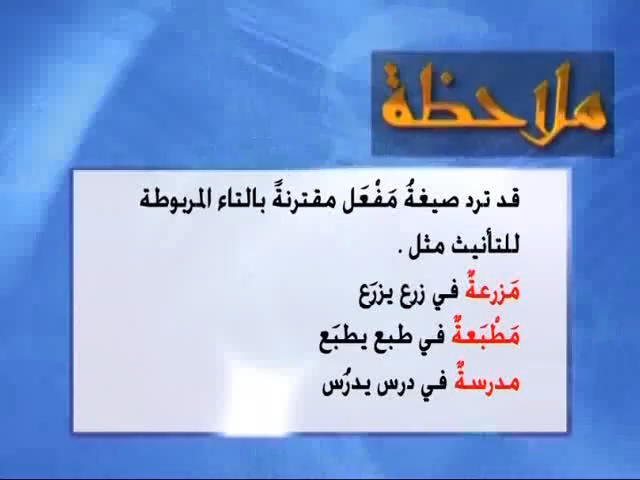 ملاحظة
قد ترد صيغةُ مَفْعَل مقترنةً بالتاء المربوطة
للتأنيث مثل .
مَزرعةٌ في زرع يزرَع
مَطْبَعةٌ في طبع يطبَع
مدرسةٌ في درس يدرُس